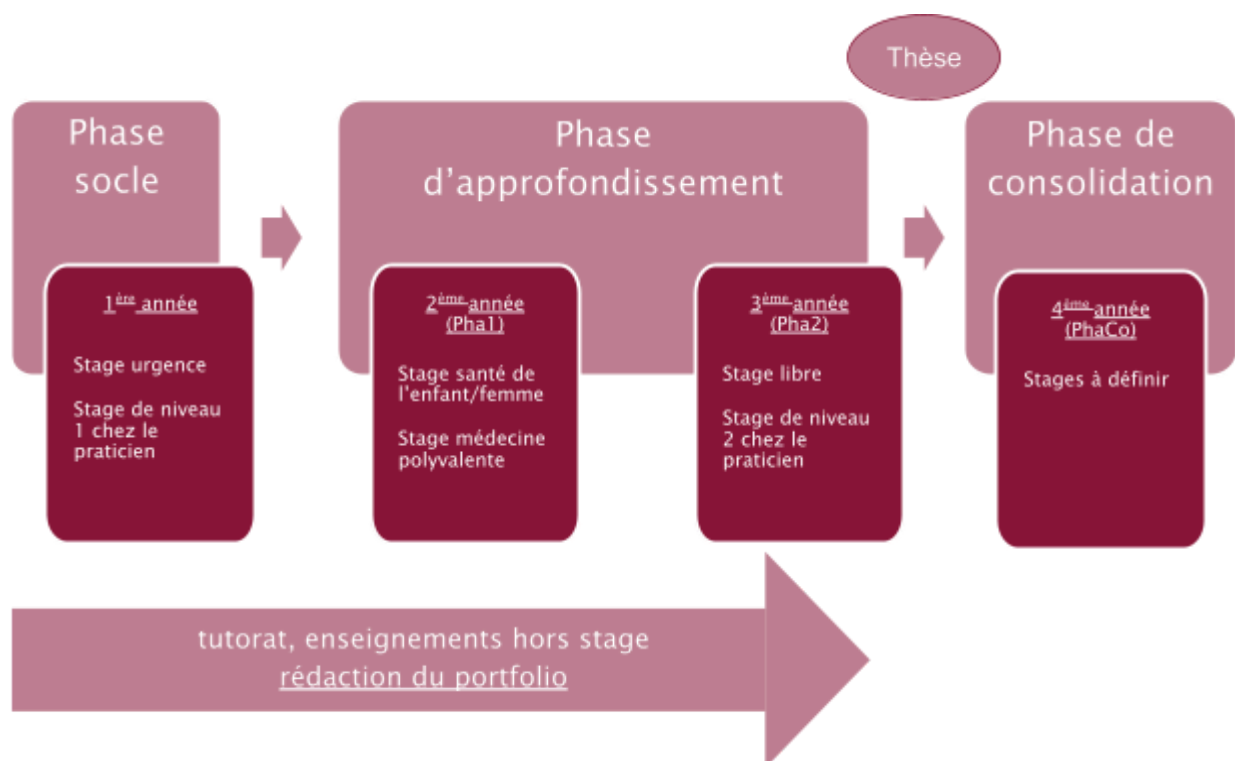 Thèse
Phase
socle
Phase
d'approfondissement
Phase de
consolidation
1ère année
Stage urgence
Stage de niveau
1 chez le
praticien
2ème année
(Pha1)
Stage santé de
l'enfant/femme
Stage médecine
polyvalente
3ème année
(Pha2)
Stage libre
Stage de niveau
2 chez le
praticien
4ème année
(PhaCo)
Stages à définir
tutorat, enseignements hors stage
rédaction du portfolio